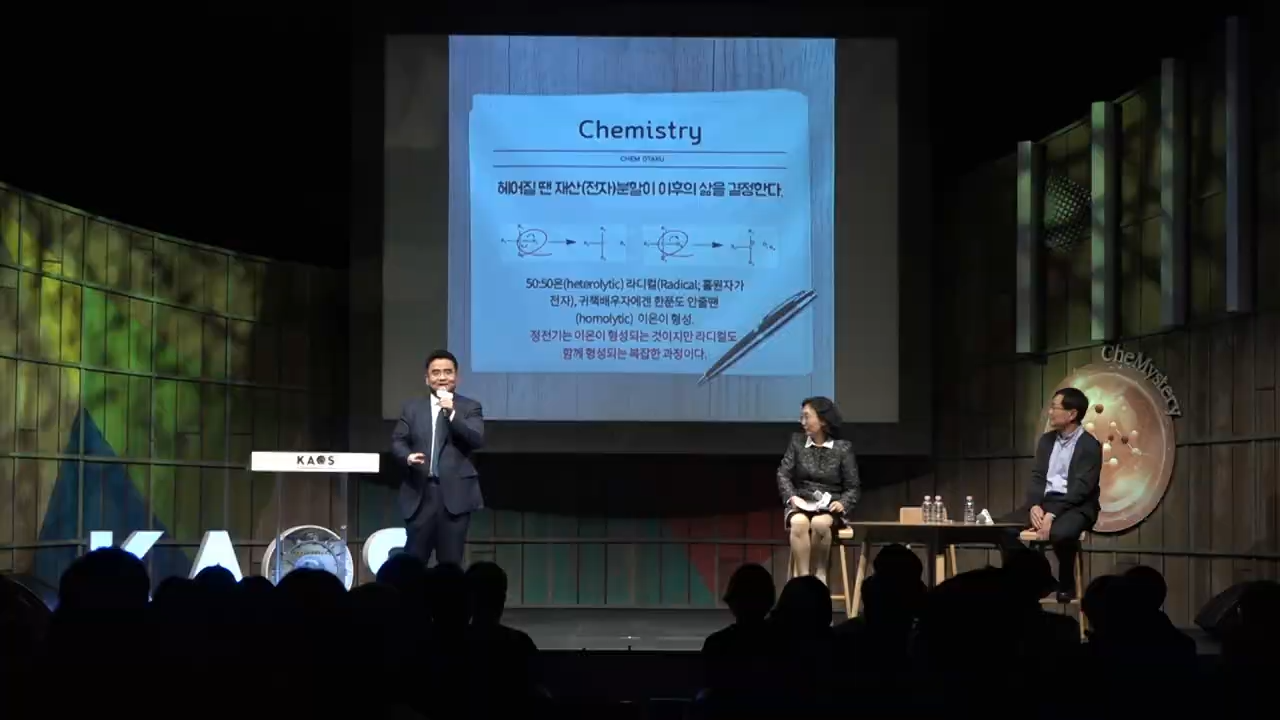 Chemistry
CHEM OTAKU
헤어질 땐 재산(전자)분할이 이후의 삶을 결정한다.
50:50은(heterolytic) 라디컬(Radical; 홀원자가
전자), 귀책배우자에겐 한푼도 안줄땐
(homolytic) 이온이 형성.
정전기는 이온이 형성되는 것이지만 라디컬도
함께 형성되는 복잡한 과정이다.
cheMystery
KAOS
KAOS